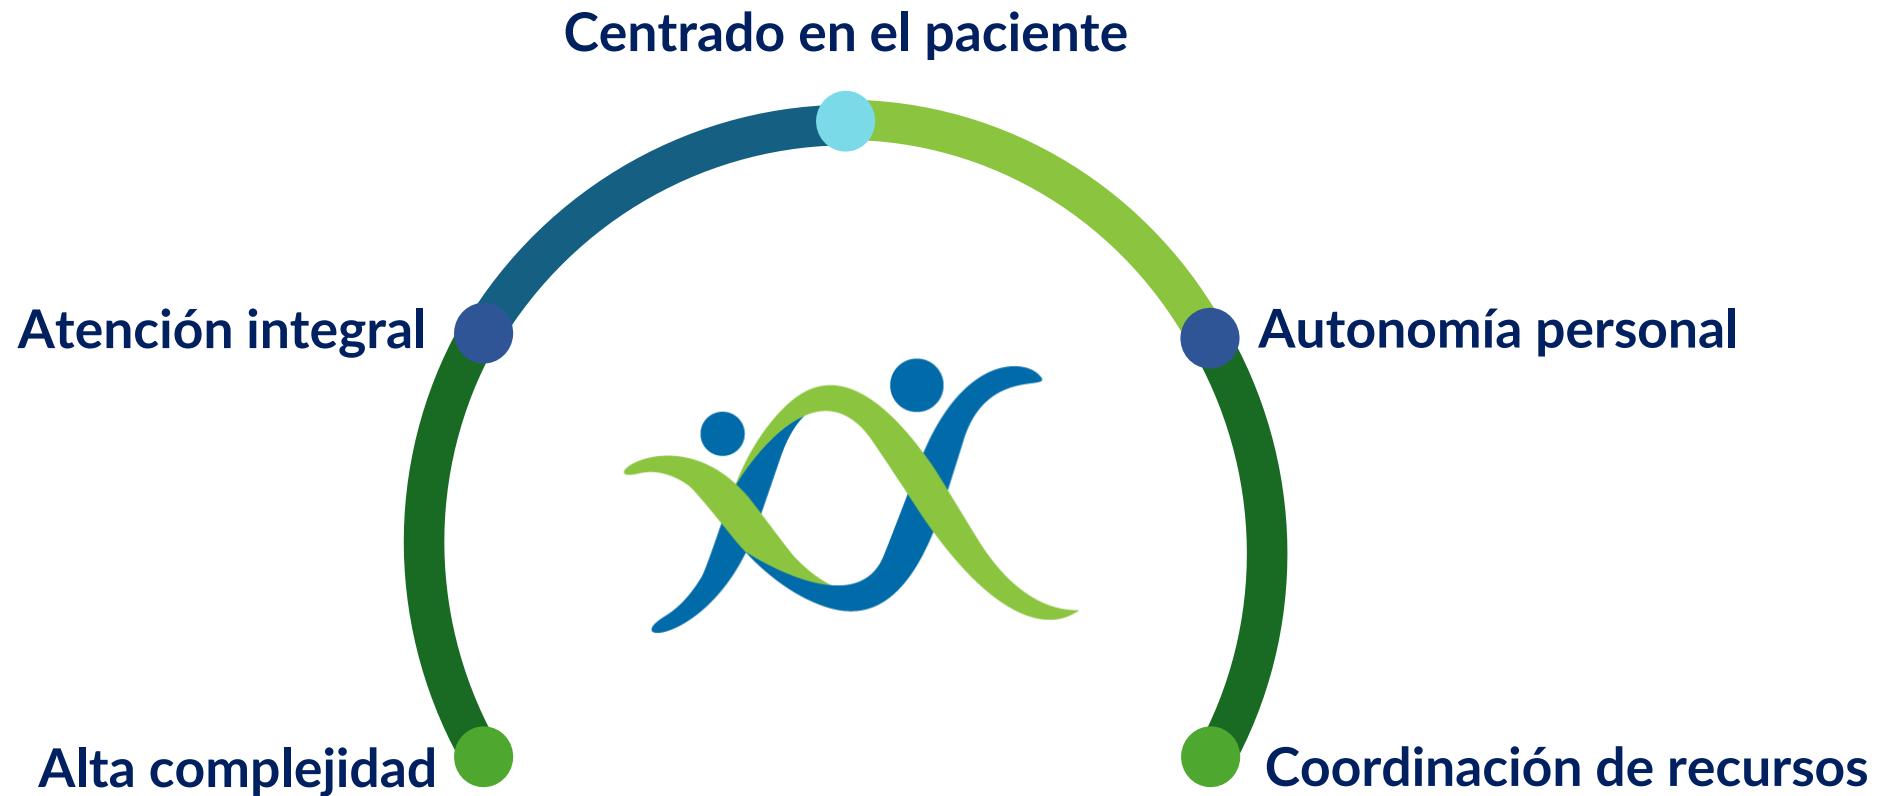 Centrado en el paciente
Atención integral
Autonomía personal
Alta complejidad
Coordinación de recursos